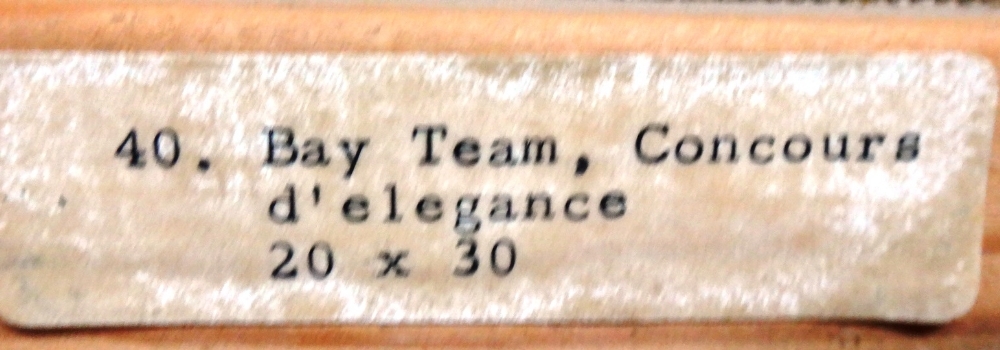 40. Bay Team, Concours
d'elegance
20 x 30